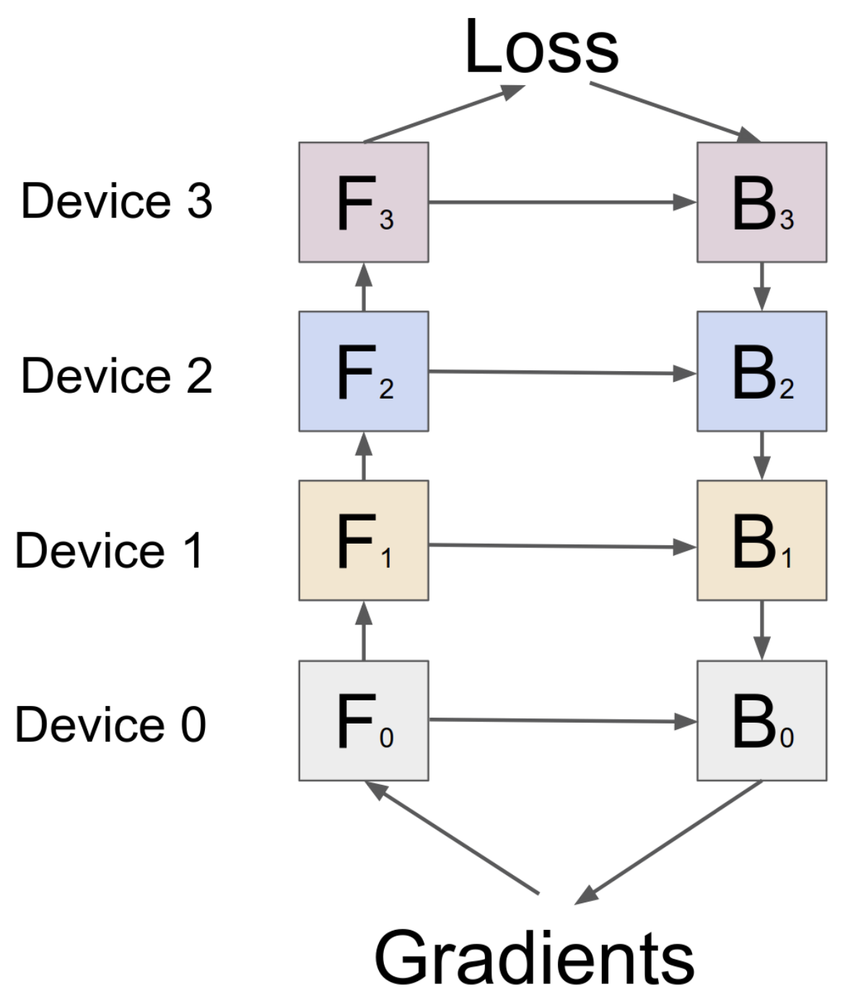 Loss
Device 3 F3 B3
Device 2 F2 B2
Device 1 F1 B1
Device 0 F0 B0
Gradients